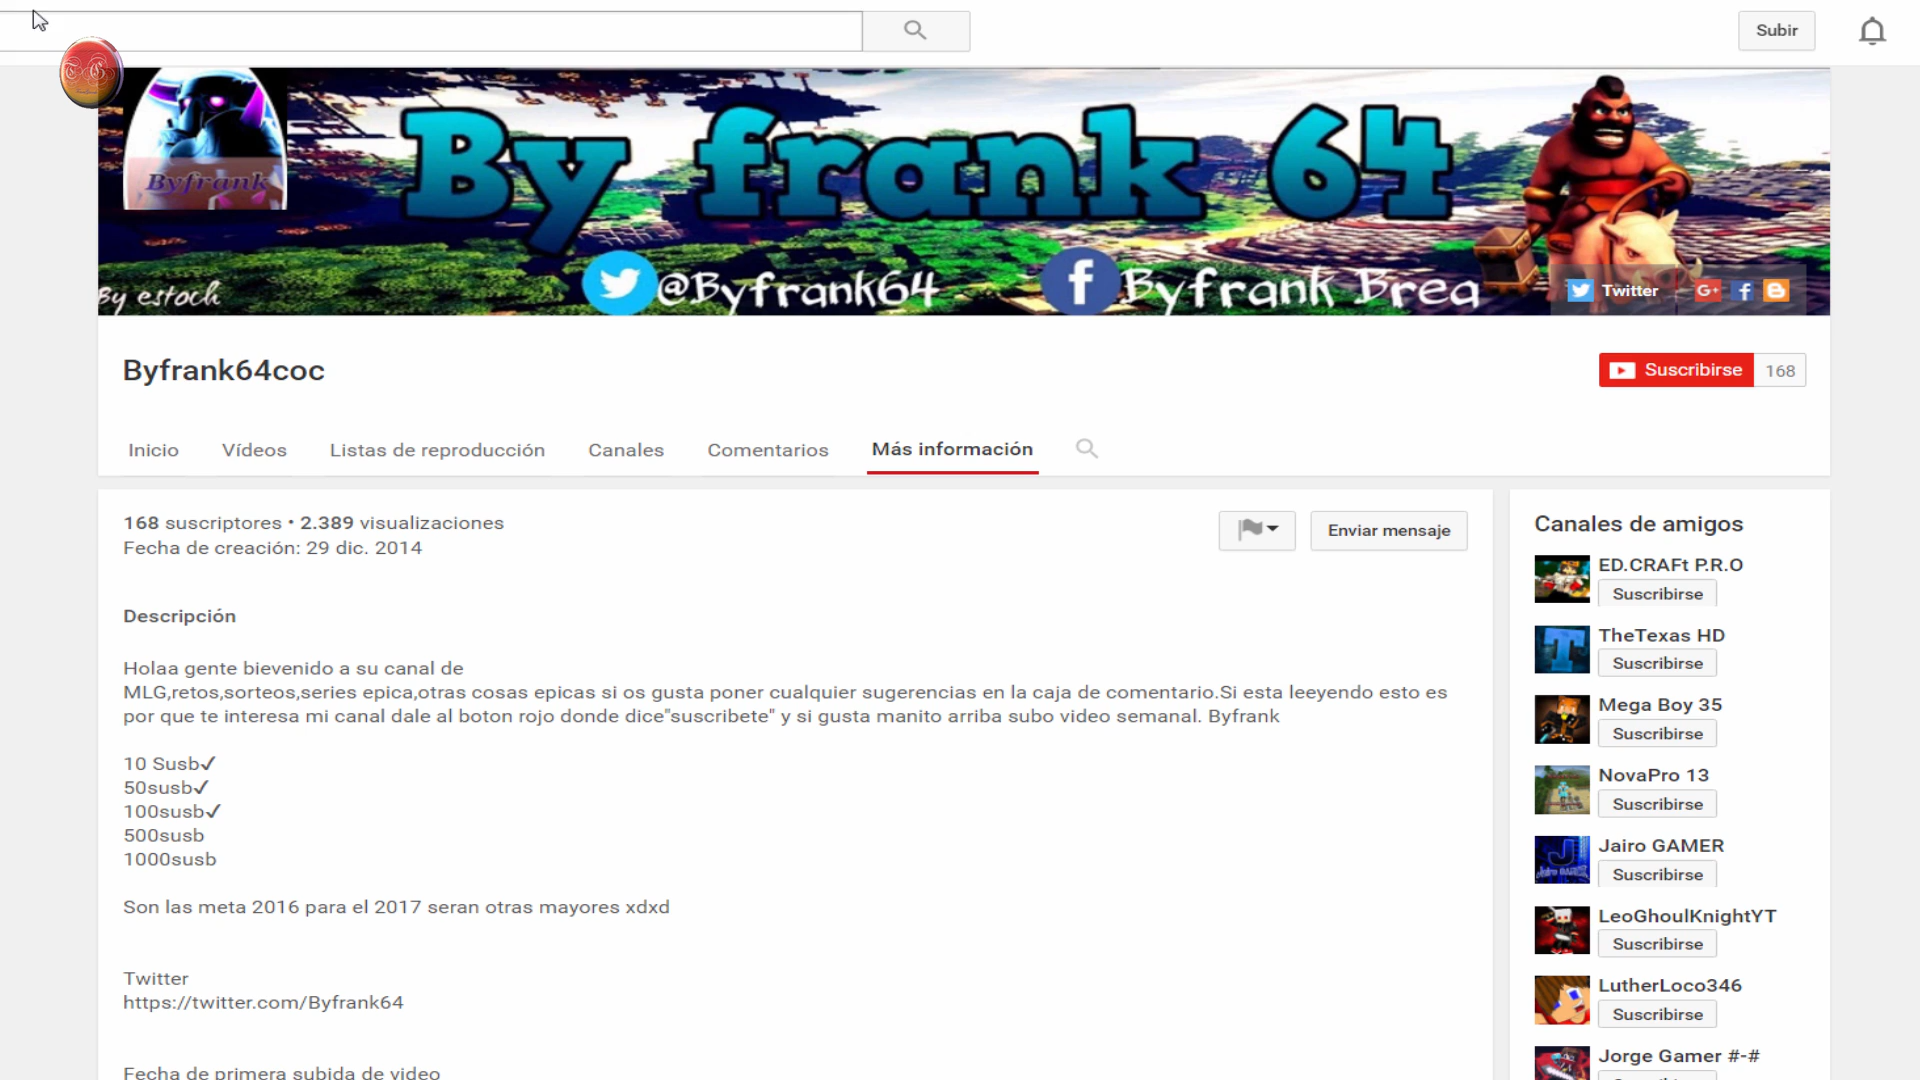 Subir
Byfrank
By frank 64
@Byfrank64
Byfrank Brea
By estoch
Twitter
G+
Byfrank64coc
Suscribirse 168
Inicio Vídeos Listas de reproducción Canales Comentarios Más información
168 suscriptores • 2.389 visualizaciones
Fecha de creación: 29 dic. 2014
Enviar mensaje
Descripción
Holaa gente bievenido a su canal de
MLG,retos,sorteos,series epica,otras cosas epicas si os gusta poner cualquier sugerencias en la caja de comentario.Si esta leeyendo esto es
por que te interesa mi canal dale al boton rojo donde dice"suscribete" y si gusta manito arriba subo video semanal. Byfrank
10 Susb✓
50susb✓
100susb✓
500susb
1000susb
Son las meta 2016 para el 2017 seran otras mayores xdxd
Twitter
https://twitter.com/Byfrank64
Fecha de primera subida de video
Canales de amigos
ED.CRAFt P.R.O
Suscribirse
TheTexas HD
Suscribirse
Mega Boy 35
Suscribirse
NovaPro 13
Suscribirse
Jairo GAMER
Suscribirse
LeoGhoulKnightYT
Suscribirse
LutherLoco346
Suscribirse
Jorge Gamer #-#